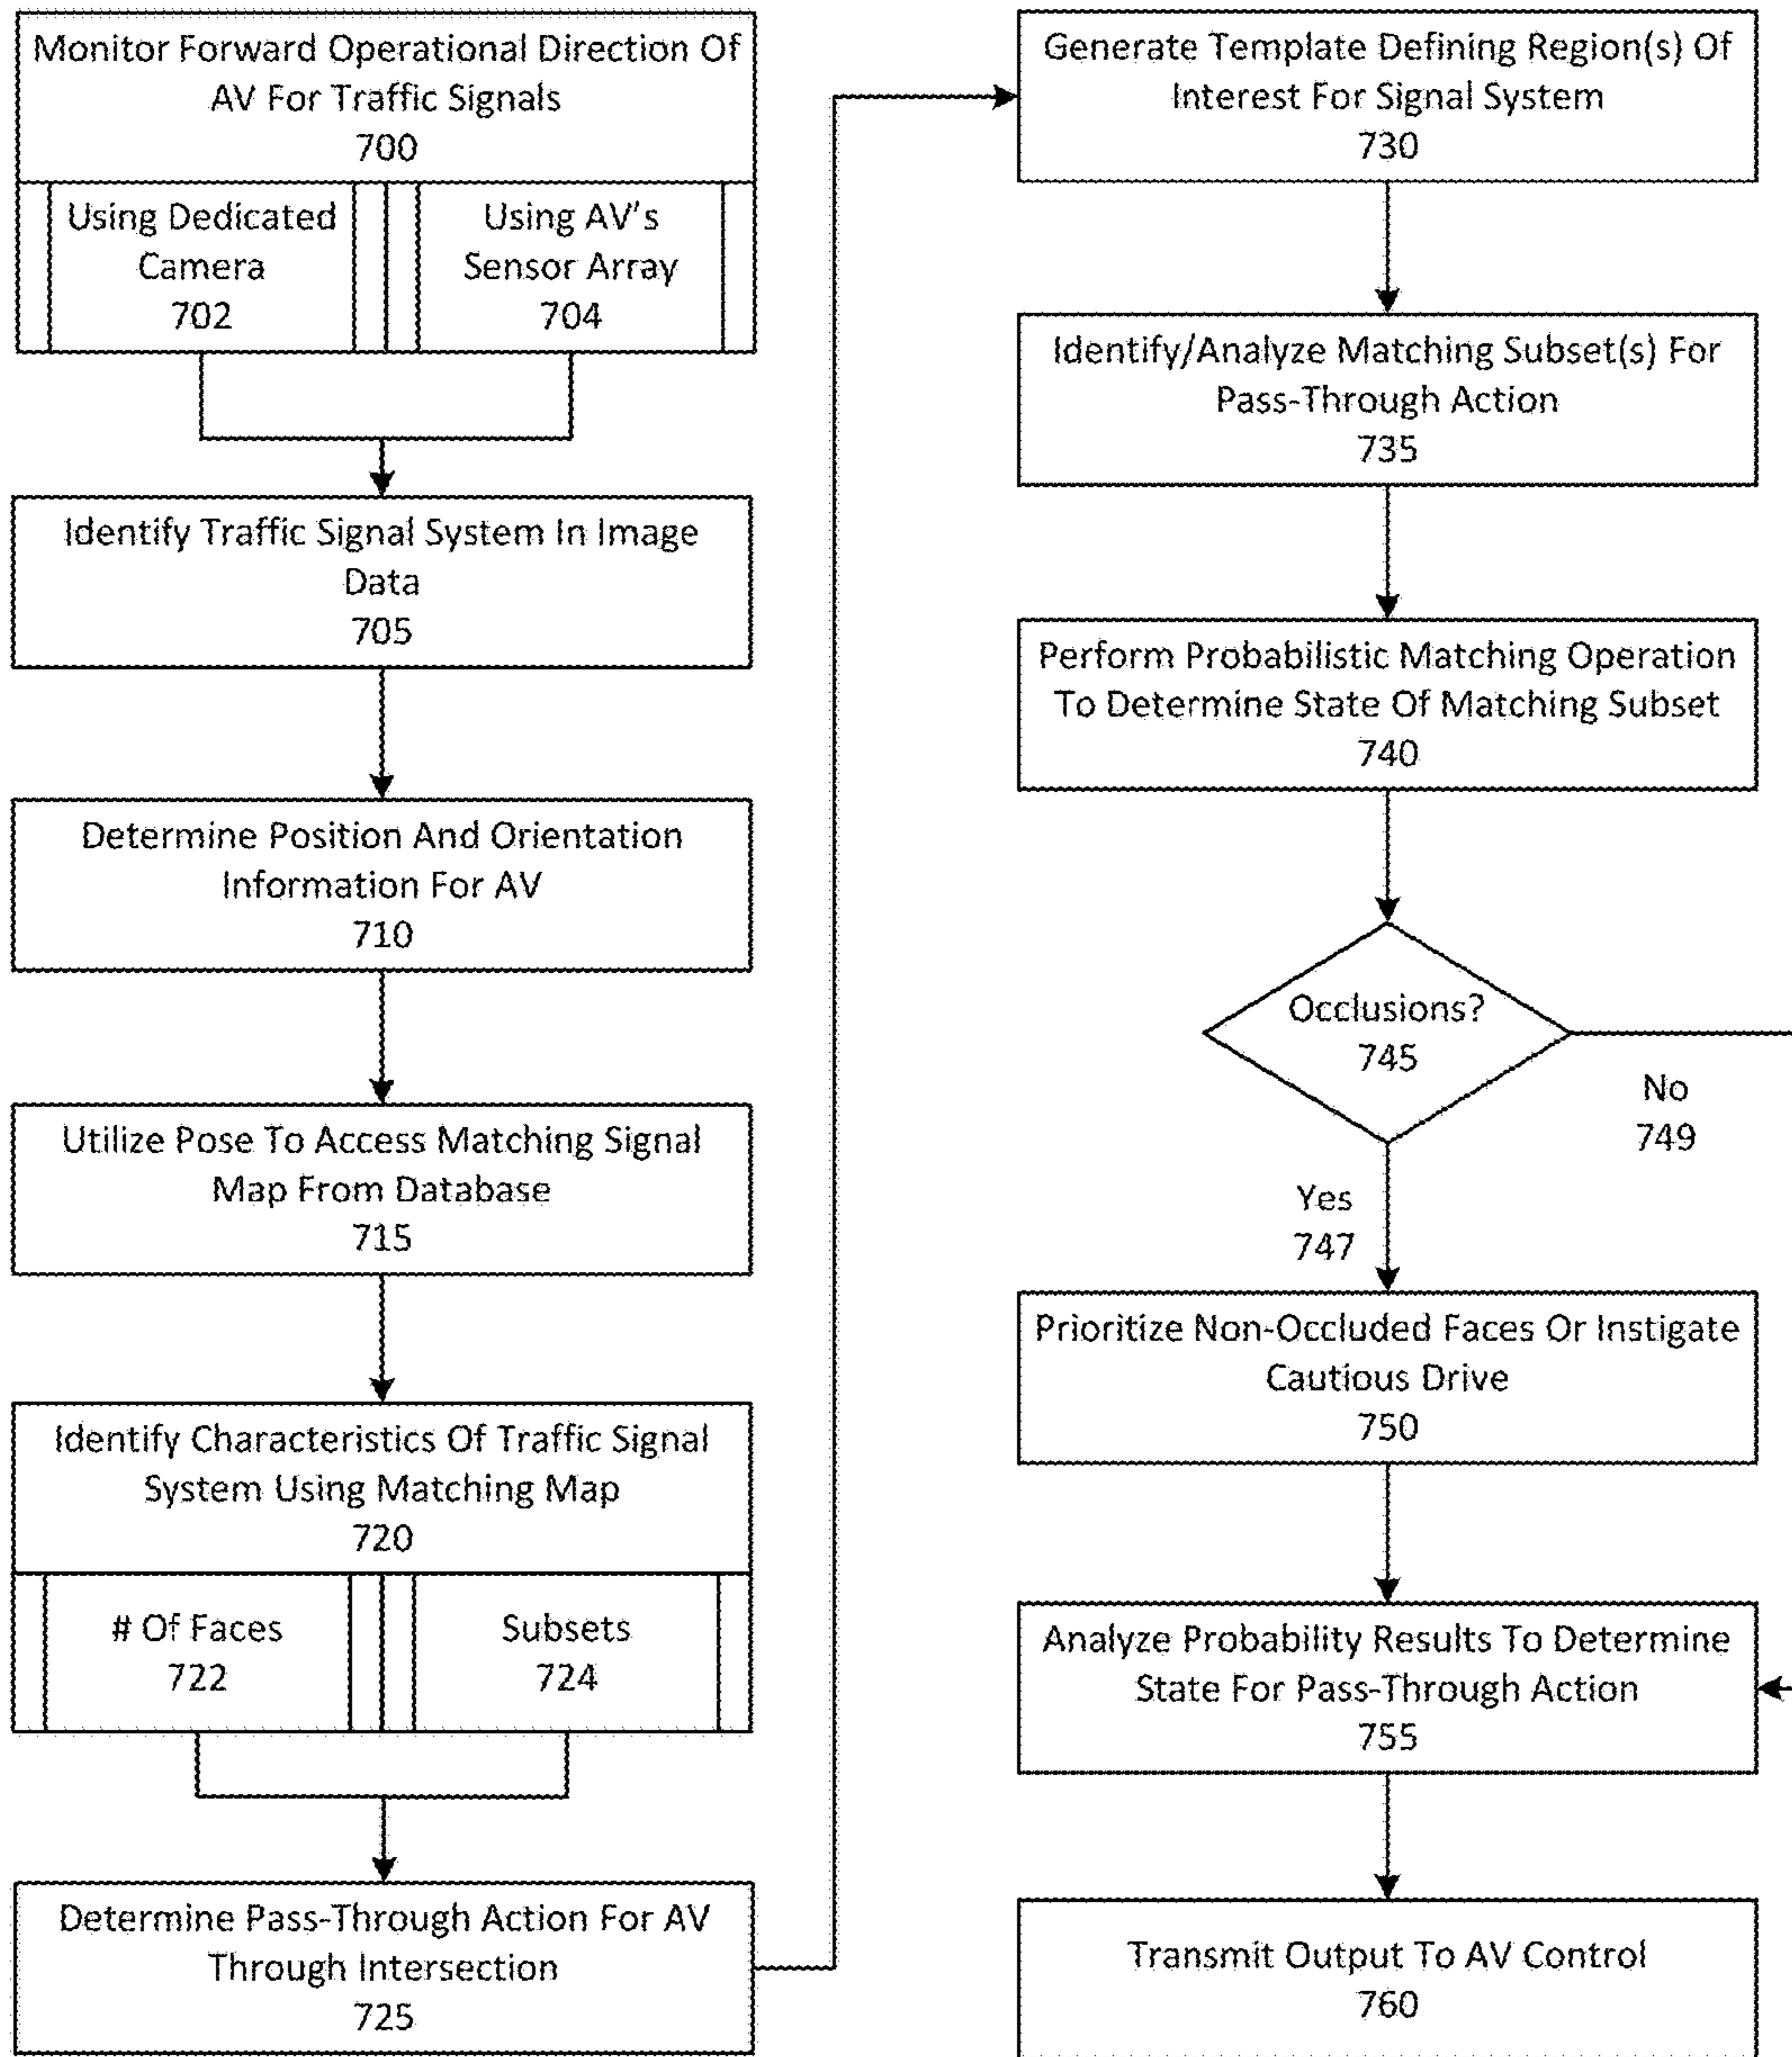 Monitor Forward Operational Direction Of
AV For Traffic Signals
700
Using Dedicated
Camera
702
Using AV's
Sensor Array
704
Identify Traffic Signal System In Image
Data
705
Determine Position And Orientation
Information For AV
710
Utilize Pose To Access Matching Signal
Map From Database
715
Identify Characteristics Of Traffic Signal
System Using Matching Map
720
# Of Faces
722
Subsets
724
Determine Pass-Through Action For AV
Through Intersection
725
Generate Template Defining Region(s) Of
Interest For Signal System
730
Identify/Analyze Matching Subset(s) For
Pass-Through Action
735
Perform Probabilistic Matching Operation
To Determine State Of Matching Subset
740
Occlusions?
745
No
749
Yes
747
Prioritize Non-Occluded Faces Or Instigate
Cautious Drive
750
Analyze Probability Results To Determine
State For Pass-Through Action
755
Transmit Output To AV Control
760